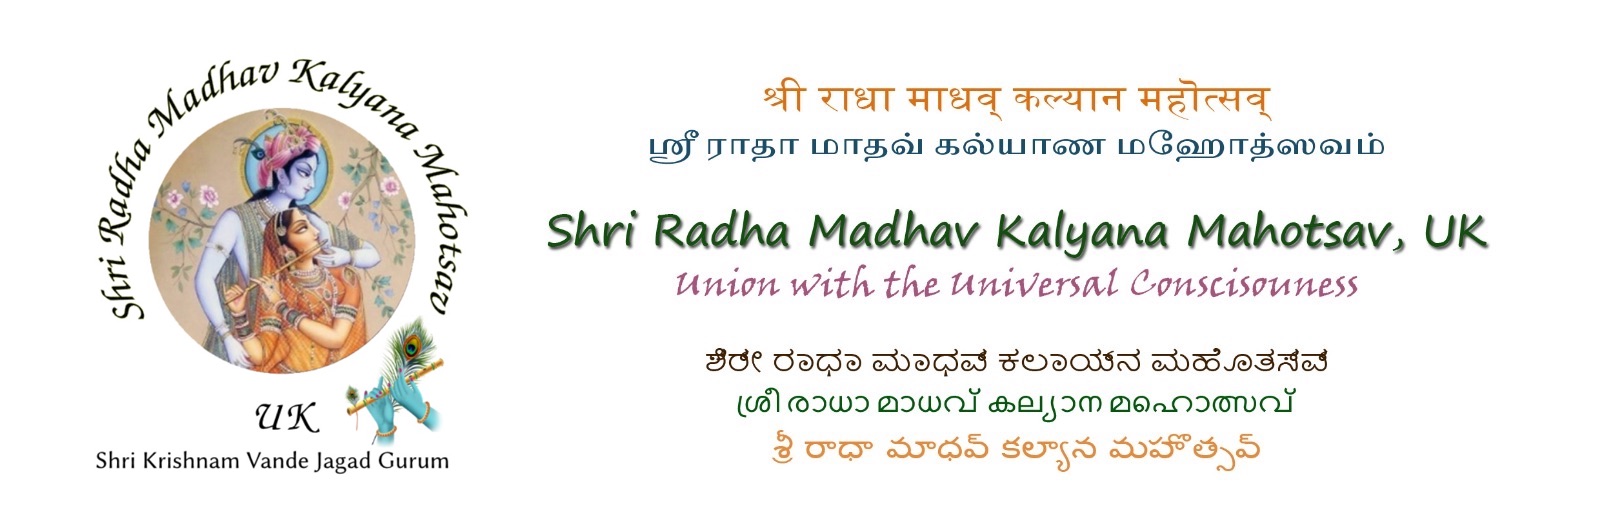 Shri Radha Madhav Kalyana Mahotsav
UK
Shri Krishnam Vande Jagad Gurum
श्री राधा माधव् कल्यान महॊत्सव्
ஸ்ரீ ராதா மாதவ் கல்யாண மஹோத்ஸவம்
Shri Radha Madhav Kalyana Mahotsav, UK
Union with the Universal Conscisouness
ರಾಧಾ ಮಾಧವ ಕಲಾಯನ ಮಹೊತಸವ
ശ്രീ രാധാ മാധവ് കല്യാന മഹൊത്സവ്
శ్రీ రాధా మాధవ్ కల్యాన మహొత్సవ్